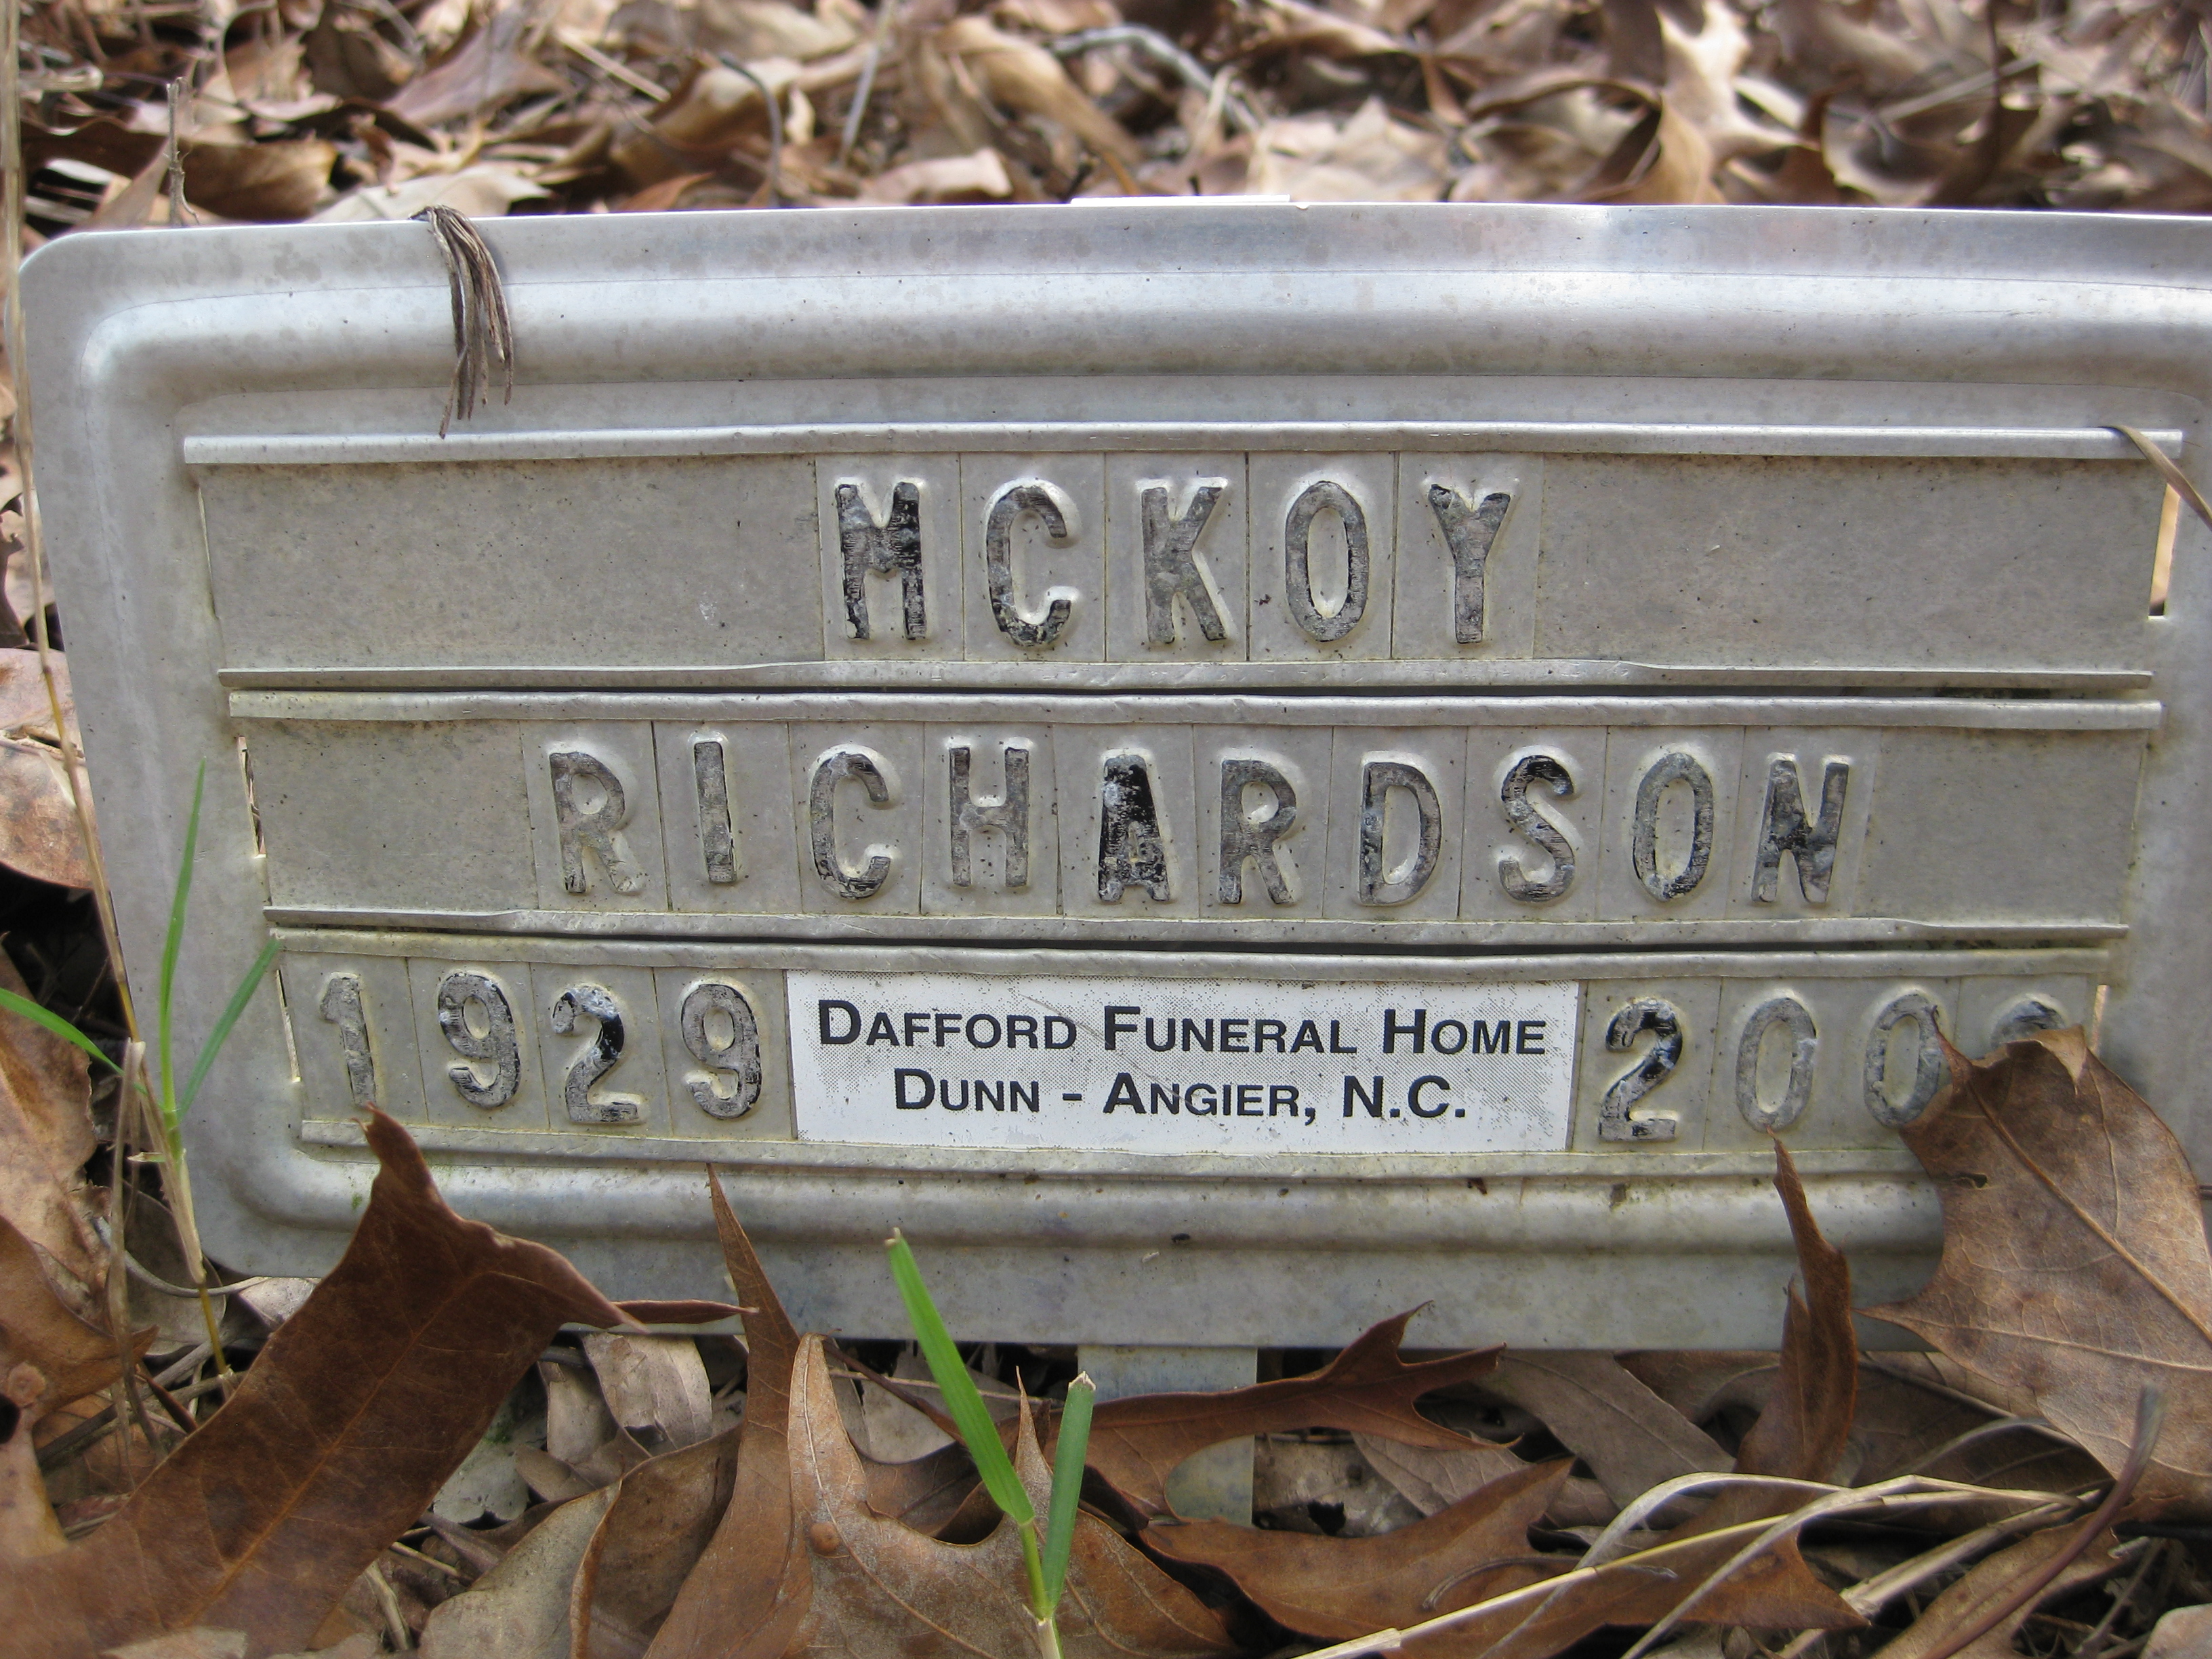 MCKOY
RICHARDSON
1929 DAFFORD FUNERAL HOME
DUNN - ANGIER, N.C.